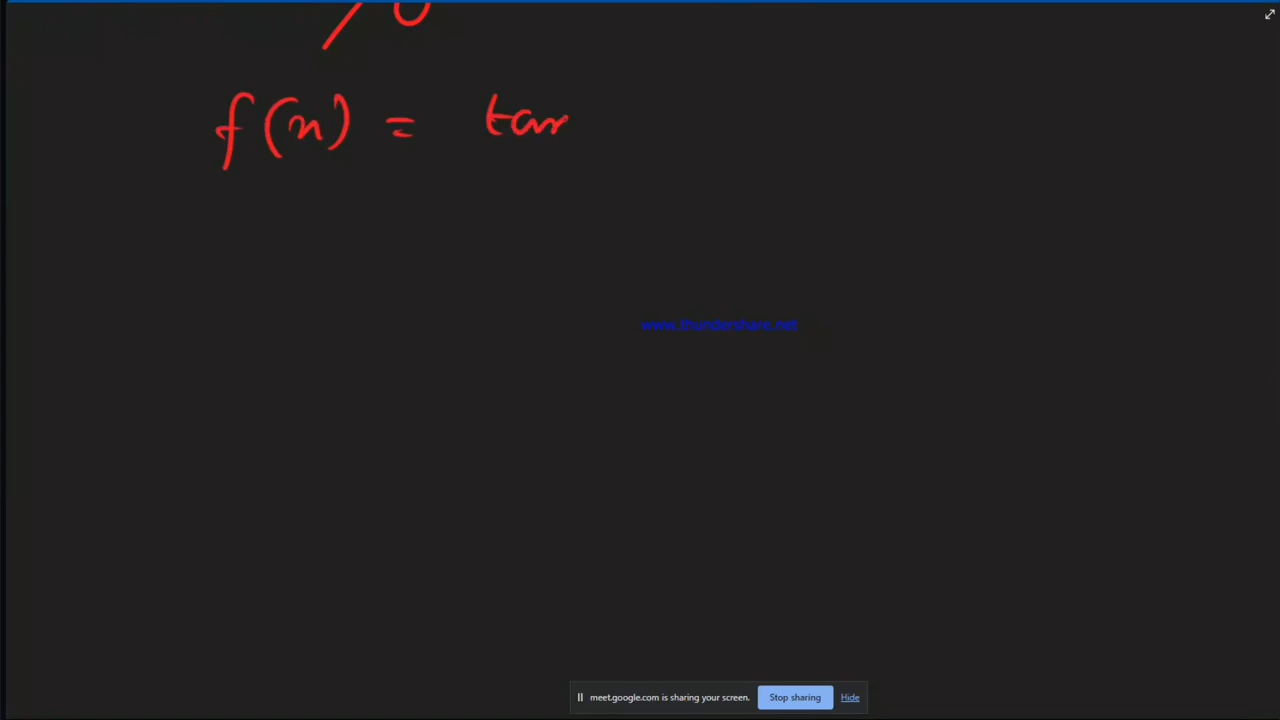 f(x) = tan
www.thundershare.net
meet.google.com is sharing your screen. Stop sharing Hide